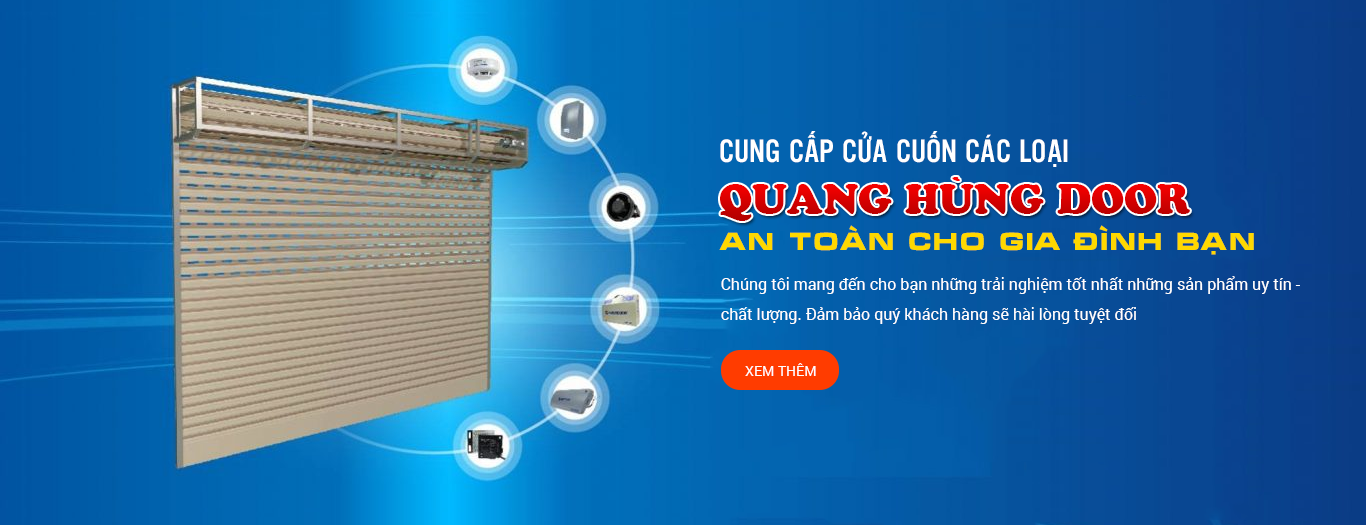 CUNG CẤP CỬA CUỐN CÁC LOẠI
QUANG HÙNG DOOR
AN TOÀN CHO GIA ĐÌNH BẠN
Chúng tôi mang đến cho bạn những trải nghiệm tốt nhất những sản phẩm uy tín -
chất lượng. Đảm bảo quý khách hàng sẽ hài lòng tuyệt đối
XEM THÊM